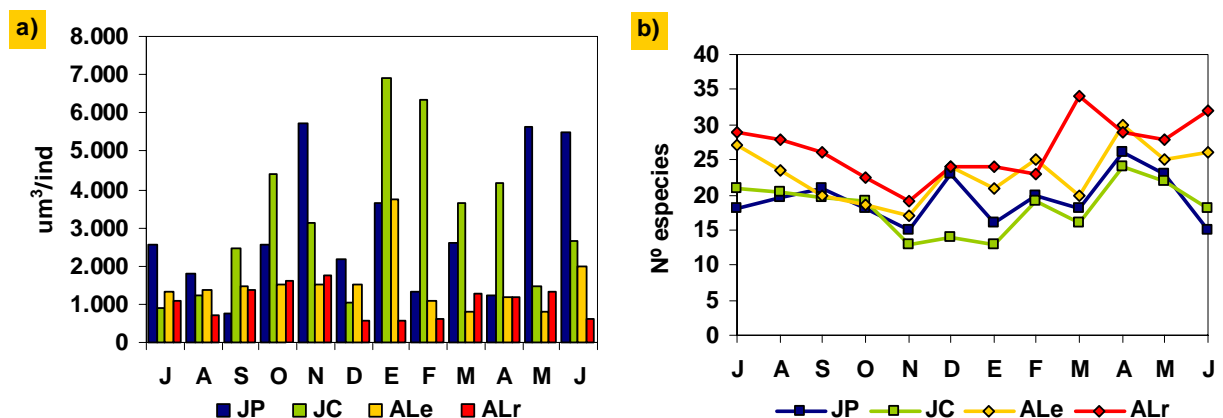 a)
um³/ind
8.000
7.000
6.000
5.000
4.000
3.000
2.000
1.000
0
J A S O N D E F M A M J
JP JC ALe ALr
b)
Nº especies
40
35
30
25
20
15
10
5
0
J A S O N D E F M A M J
JP JC ALe ALr